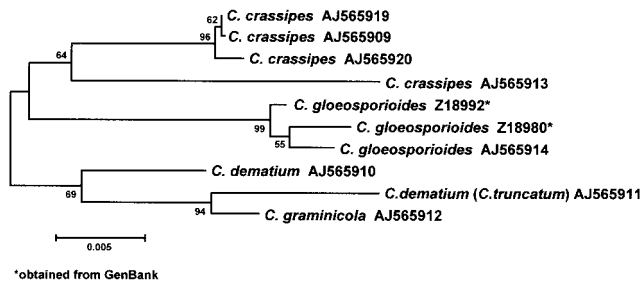 62
C. crassipes AJ565919
96
C. crassipes AJ565909
C. crassipes AJ565920
64
C. crassipes AJ565913
C. gloeosporioides Z18992*
99
C. gloeosporioides Z18980*
55
C. gloeosporioides AJ565914
C. dematium AJ565910
69
C.dematium (C.truncatum) AJ565911
94
C. graminicola AJ565912
0.005
*obtained from GenBank